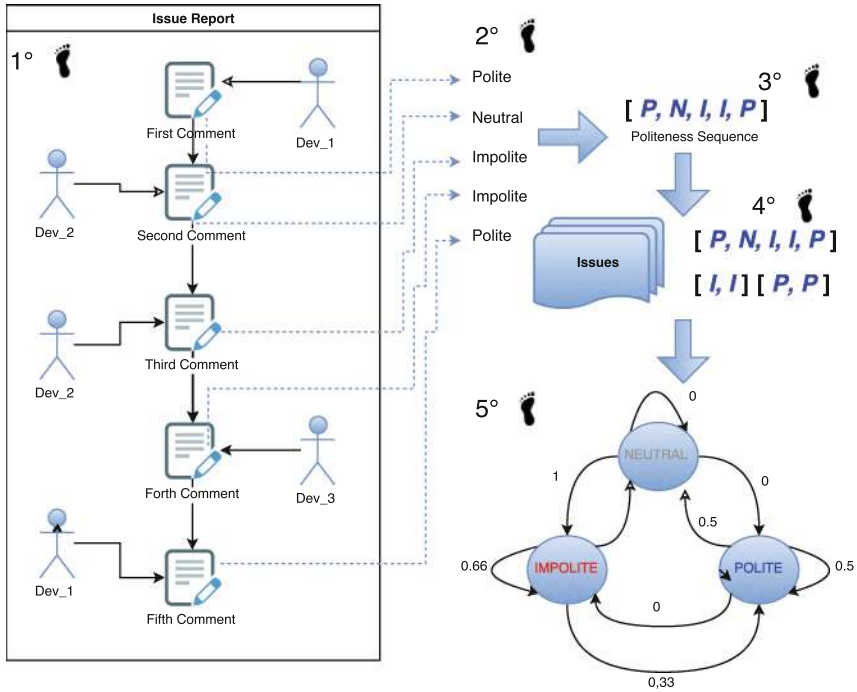 Issue Report
1°
First Comment
Dev_1
Dev_2
Second Comment
Dev_2
Third Comment
Forth Comment
Dev_3
Dev_1
Fifth Comment
2°
Polite
Neutral
Impolite
Impolite
Polite
3°
[ P, N, I, I, P ]
Politeness Sequence
4°
Issues
[ P, N, I, I, P ]
[ I, I ] [ P, P ]
5°
0
NEUTRAL
1
0
0.5
0.66
IMPOLITE
POLITE
0.5
0
0,33